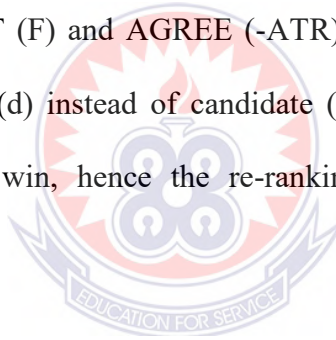 T (F) and AGREE (-ATR)
(d) instead of candidate (
win, hence the re-rankin
EDUCATION FOR SERVICE